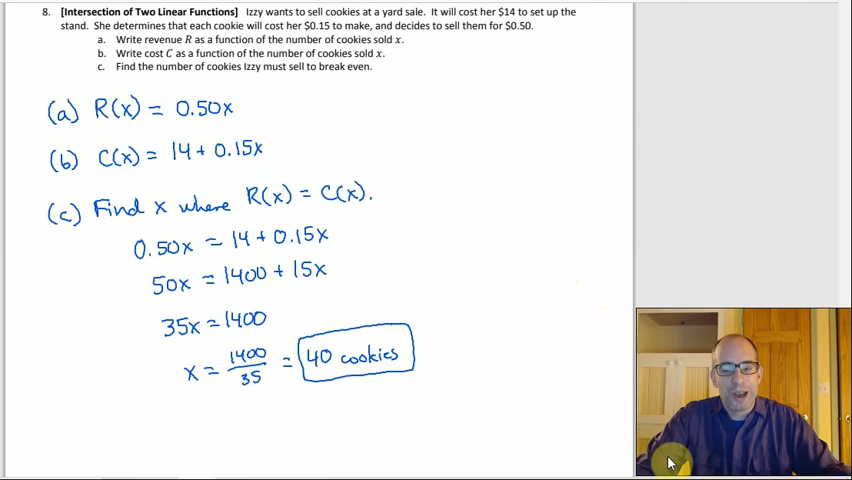 8. [Intersection of Two Linear Functions] Izzy wants to sell cookies at a yard sale. It will cost her $14 to set up the
stand. She determines that each cookie will cost her $0.15 to make, and decides to sell them for $0.50.
a. Write revenue R as a function of the number of cookies sold x.
b. Write cost C as a function of the number of cookies sold x.
c. Find the number of cookies Izzy must sell to break even.
(a) R(x) = 0.50x
(b) C(x) = 14 + 0.15x
(c) Find x where R(x) = C(x).
0.50x = 14 + 0.15x
50x = 1400 + 15x
35x = 1400
x = 1400/35 = 40 cookies